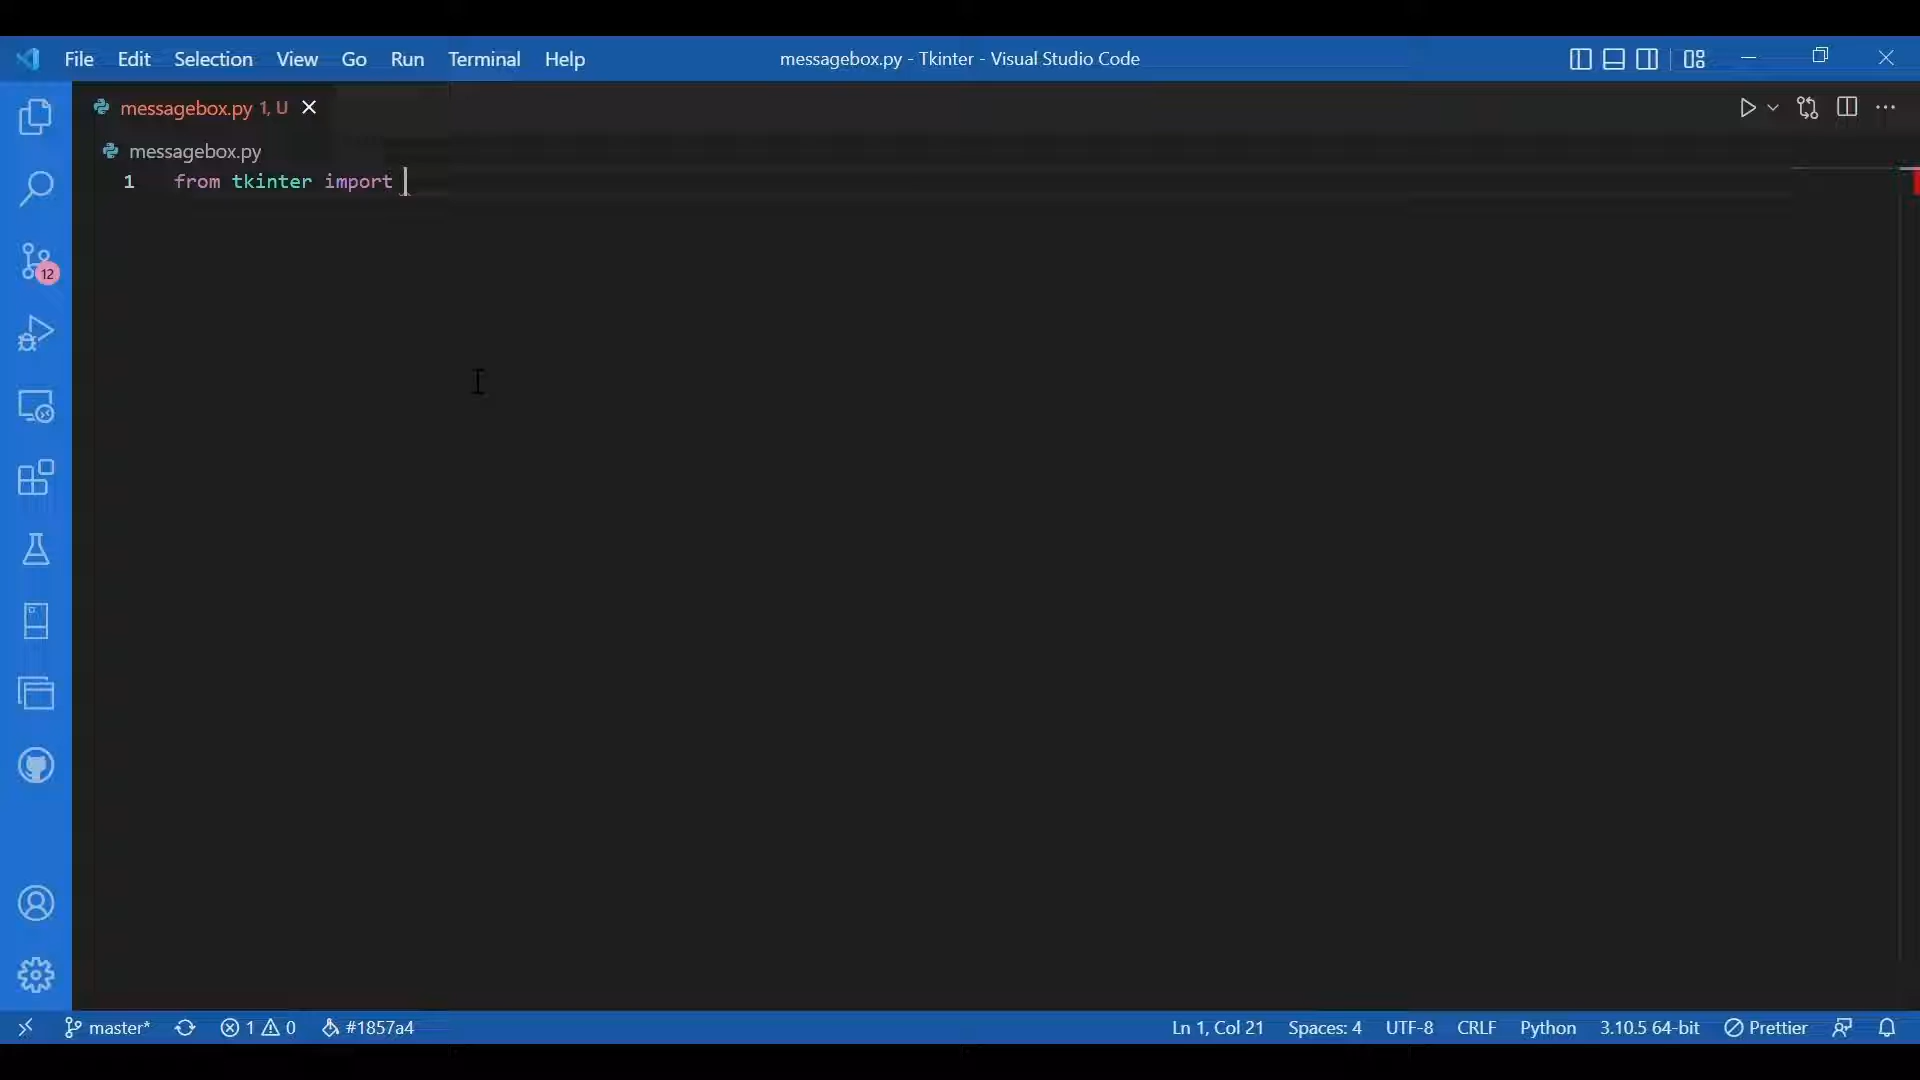 File Edit Selection View Go Run Terminal Help messagebox.py - Tkinter - Visual Studio Code
messagebox.py 1, U
messagebox.py
1 from tkinter import
12
master* 1 0 #1857a4 Ln 1, Col 21 Spaces: 4 UTF-8 CRLF Python 3.10.5 64-bit Prettier